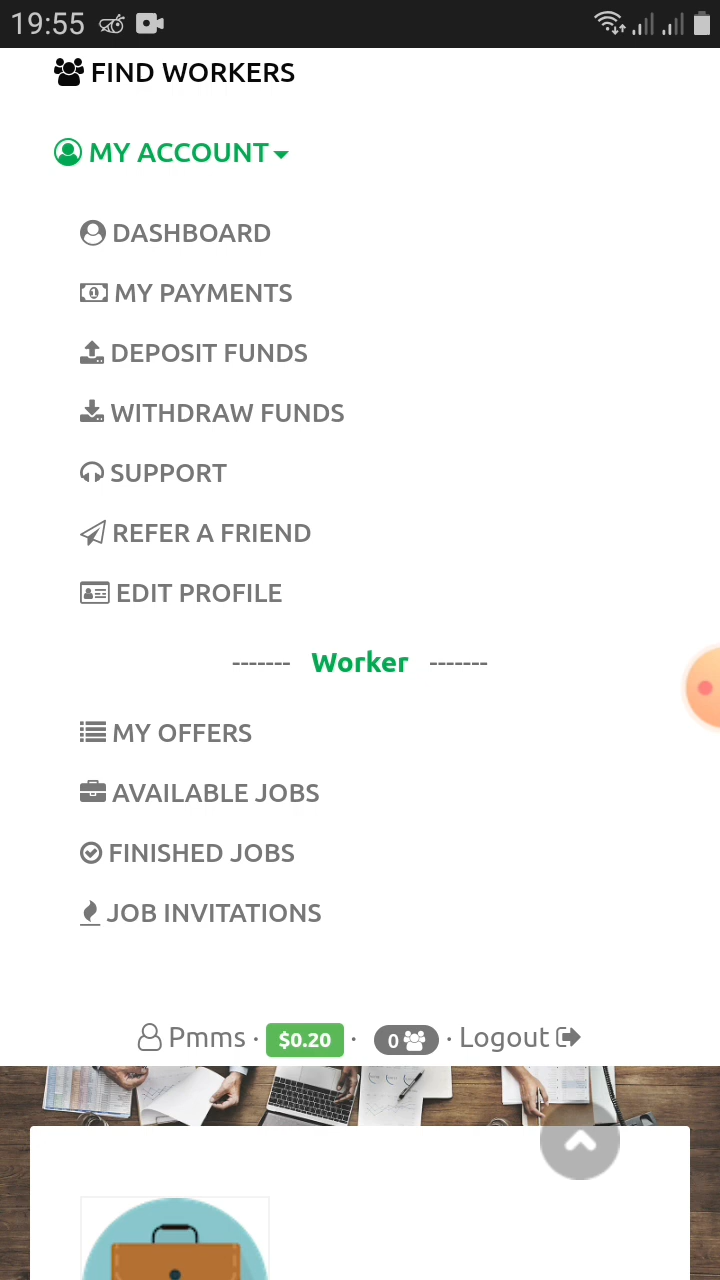 19:55
FIND WORKERS
MY ACCOUNT
DASHBOARD
MY PAYMENTS
DEPOSIT FUNDS
WITHDRAW FUNDS
SUPPORT
REFER A FRIEND
EDIT PROFILE
------- Worker -------
MY OFFERS
AVAILABLE JOBS
FINISHED JOBS
JOB INVITATIONS
Pmms · $0.20 · 0 · Logout